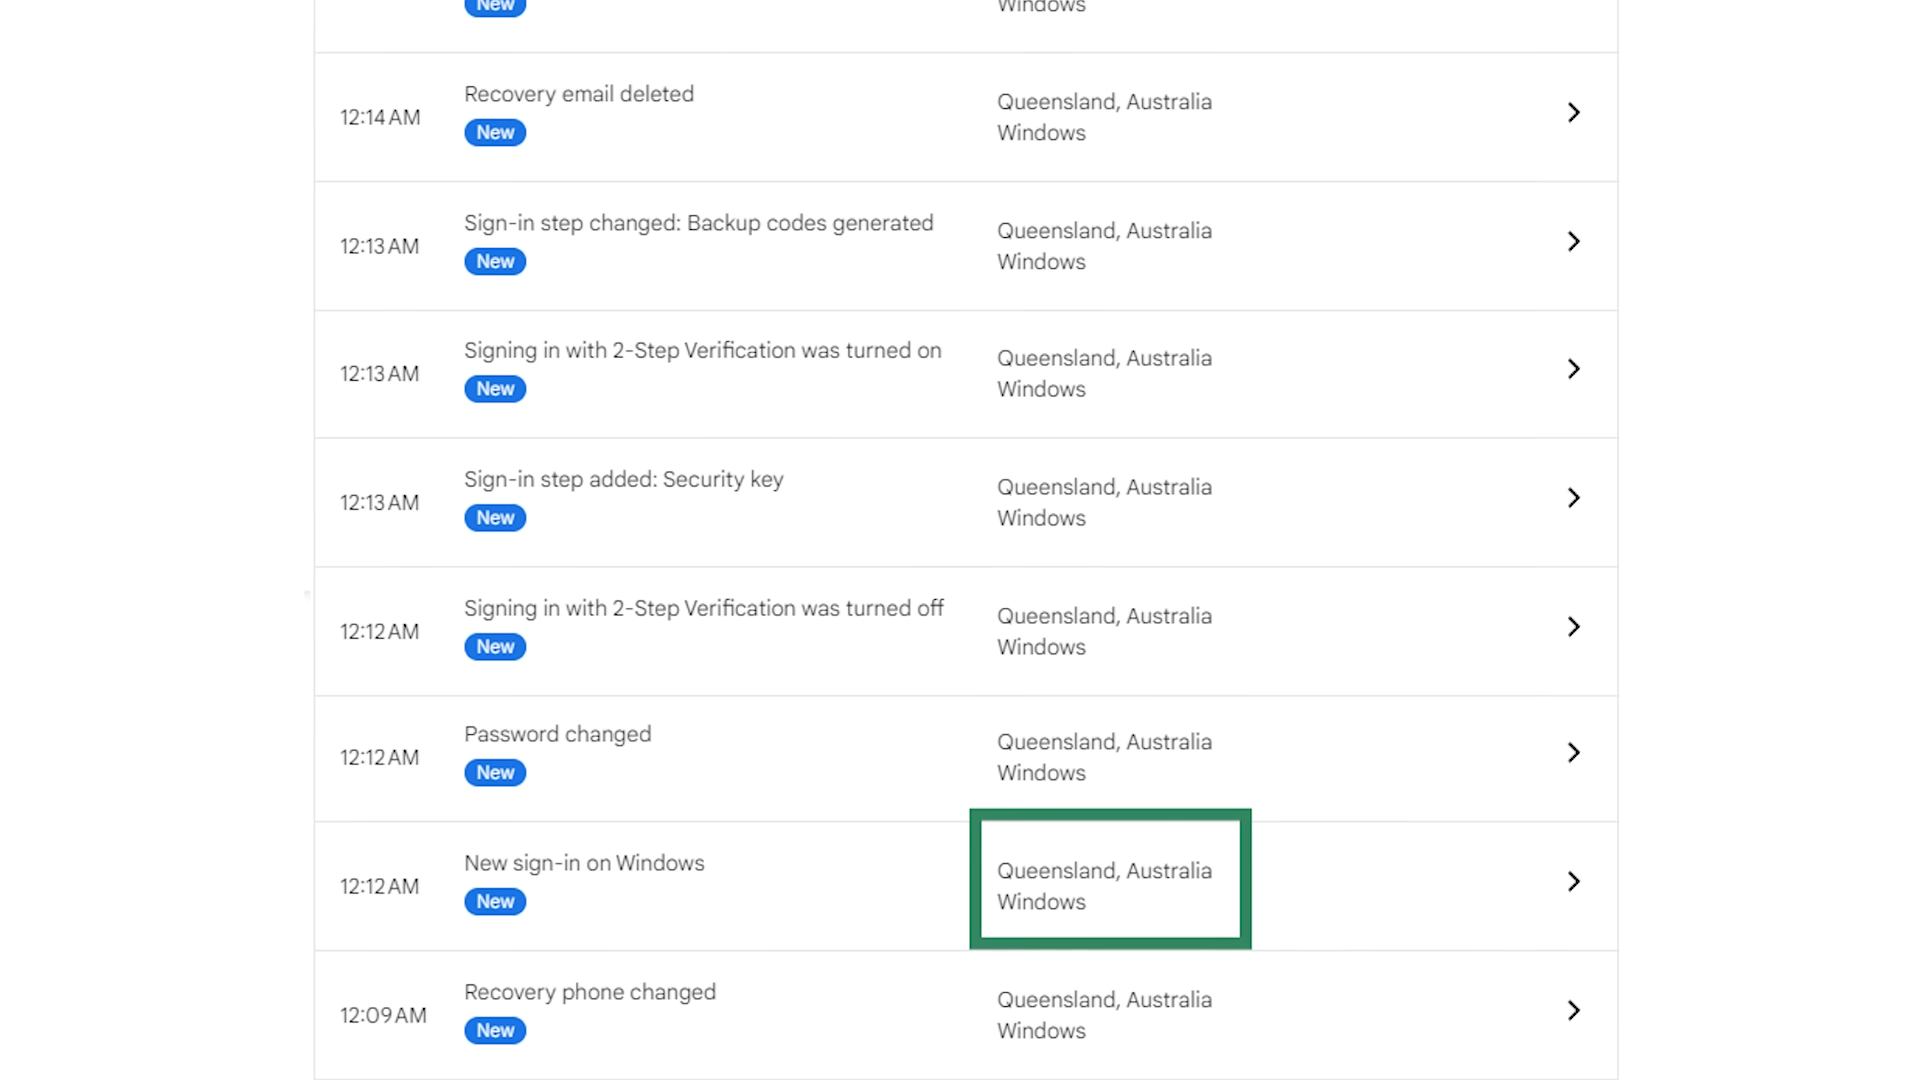 New
Windows
12:14 AM
Recovery email deleted
New
Queensland, Australia
Windows
12:13 AM
Sign-in step changed: Backup codes generated
New
Queensland, Australia
Windows
12:13 AM
Signing in with 2-Step Verification was turned on
New
Queensland, Australia
Windows
12:13 AM
Sign-in step added: Security key
New
Queensland, Australia
Windows
12:12 AM
Signing in with 2-Step Verification was turned off
New
Queensland, Australia
Windows
12:12 AM
Password changed
New
Queensland, Australia
Windows
12:12 AM
New sign-in on Windows
New
Queensland, Australia
Windows
12:09 AM
Recovery phone changed
New
Queensland, Australia
Windows